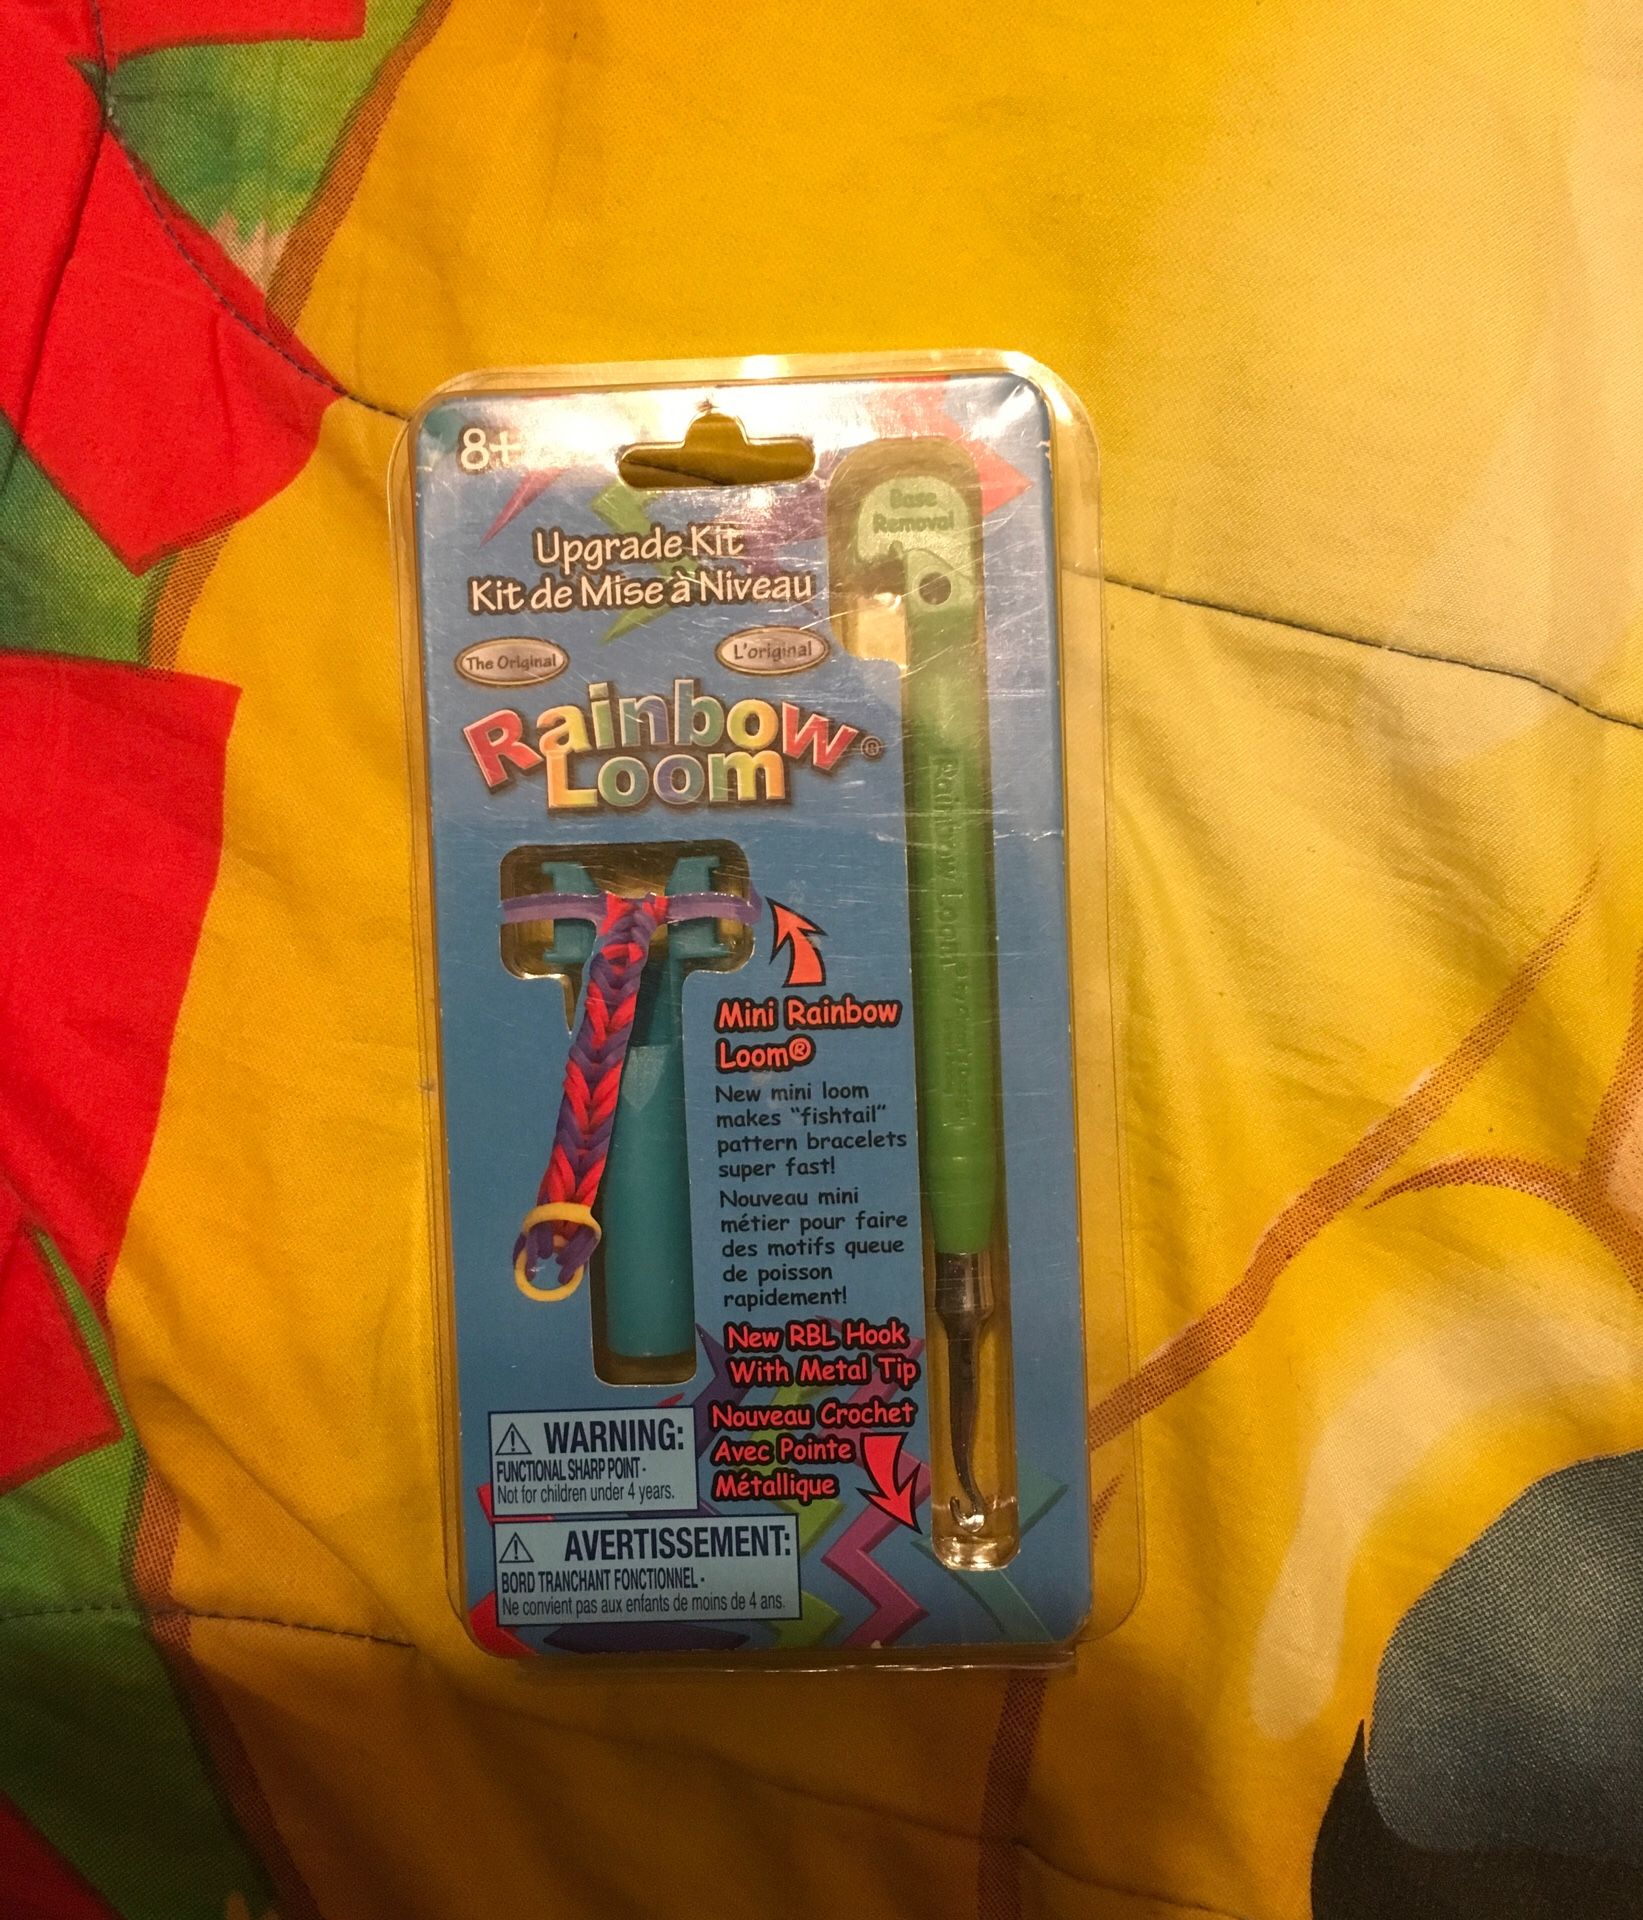 8+
Upgrade Kit
Kit de Mise à Niveau
The Original
L'original
Rainbow®
Loom
Base
Removal
Mini Rainbow
Loom®
New mini loom
makes "fishtail"
pattern bracelets
super fast!
Nouveau mini
métier pour faire
des motifs queue
de poisson
rapidement!
New RBL Hook
With Metal Tip
Nouveau Crochet
Avec Pointe
Métallique
WARNING:
FUNCTIONAL SHARP POINT -
Not for children under 4 years.
AVERTISSEMENT:
BORD TRANCHANT FONCTIONNEL -
Ne convient pas aux enfants de moins de 4 ans.
Rainbow Loom